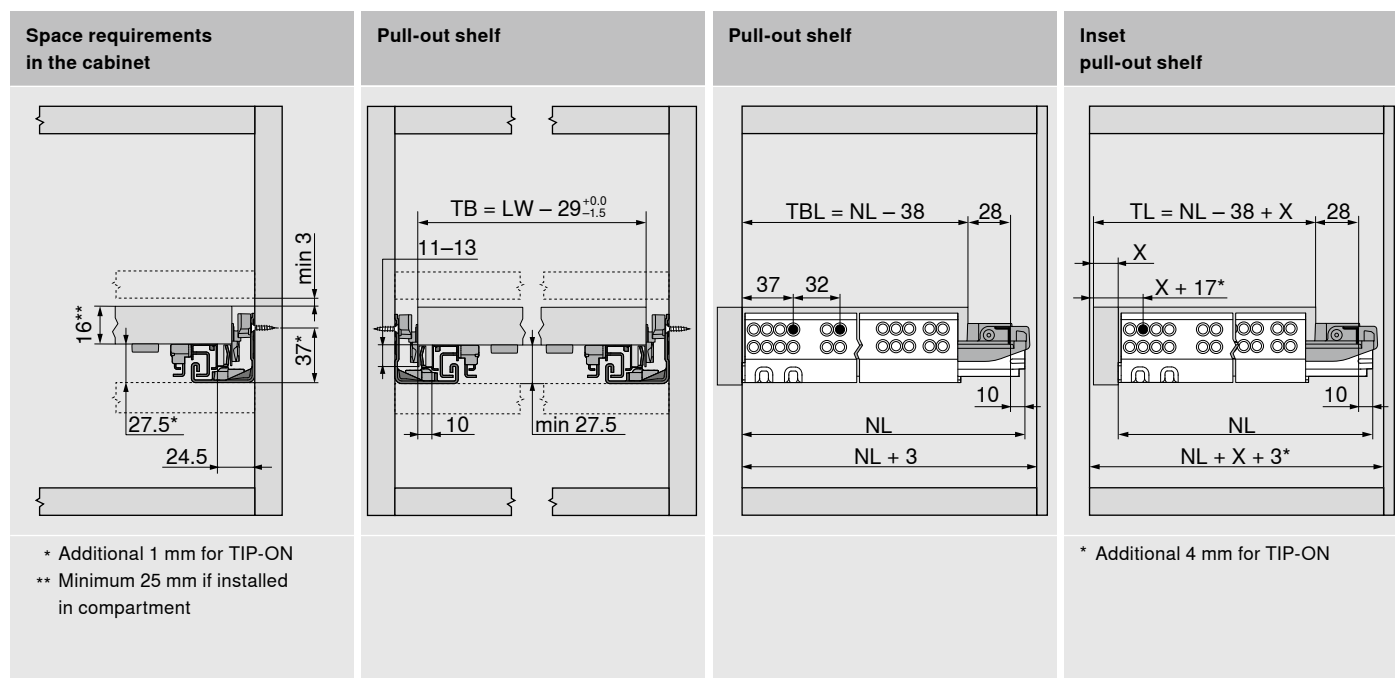 Space requirements
in the cabinet
min 3
16**
37*
27.5*
24.5
* Additional 1 mm for TIP-ON
** Minimum 25 mm if installed
in compartment
Pull-out shelf
TB = LW – 29 +0.0 –1.5
11–13
10
min 27.5
Pull-out shelf
TBL = NL – 38
28
37
32
10
NL
NL + 3
Inset
pull-out shelf
TL = NL – 38 + X
28
X
X + 17*
10
NL
NL + X + 3*
* Additional 4 mm for TIP-ON